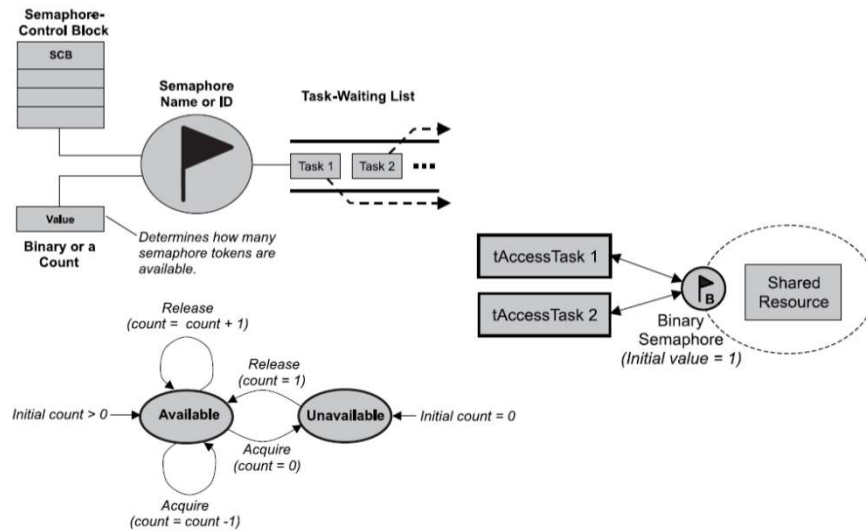 Semaphore-
Control Block
SCB
Semaphore
Name or ID
Task-Waiting List
Task 1
Task 2
Value
Binary or a
Count
Determines how many
semaphore tokens are
available.
tAccessTask 1
tAccessTask 2
B
Binary
Semaphore
(Initial value = 1)
Shared
Resource
Release
(count = count + 1)
Release
(count = 1)
Initial count > 0
Available
Unavailable
Initial count = 0
Acquire
(count = 0)
Acquire
(count = count -1)